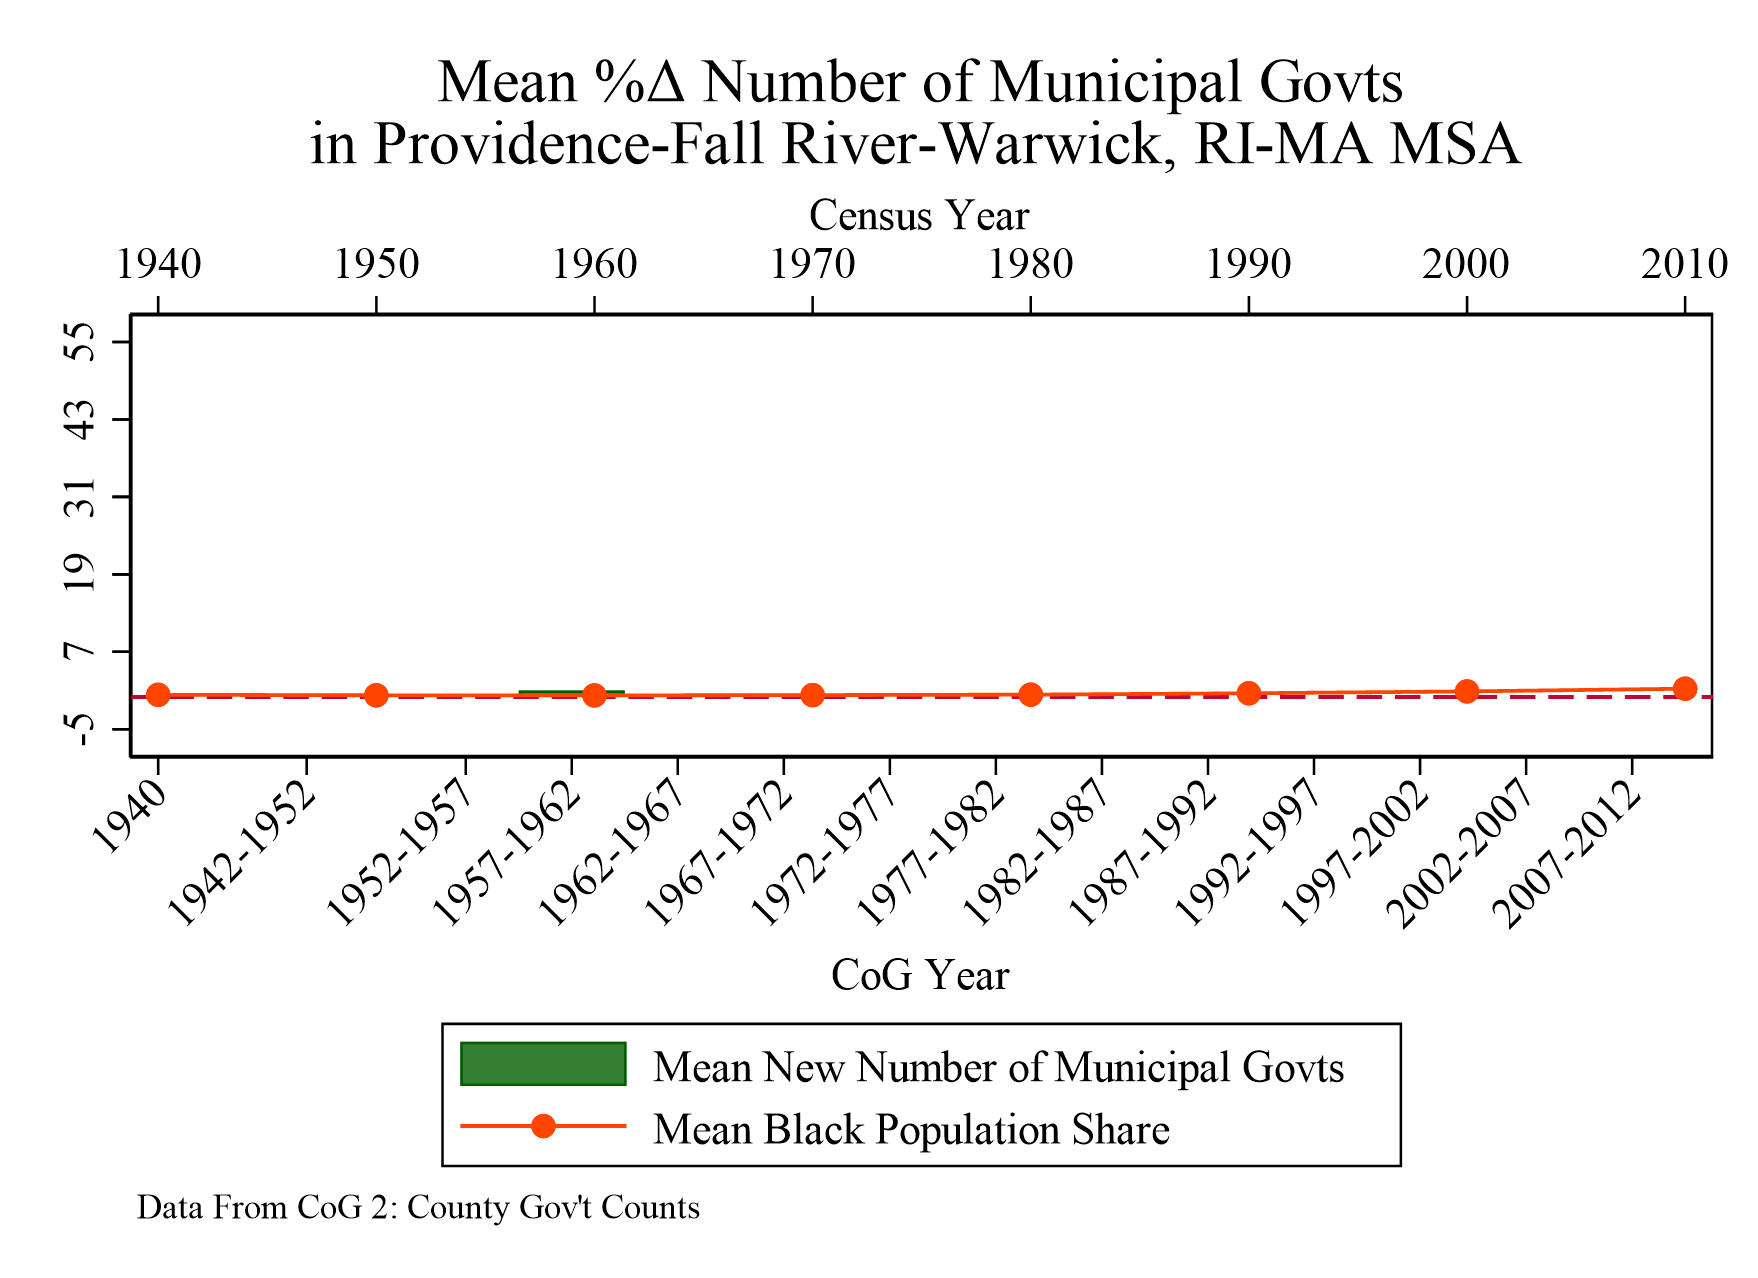 Mean %Δ Number of Municipal Govts
in Providence-Fall River-Warwick, RI-MA MSA
Census Year
1940 1950 1960 1970 1980 1990 2000 2010
55
43
31
19
7
-5
1940 1942-1952 1952-1957 1957-1962 1962-1967 1967-1972 1972-1977 1977-1982 1982-1987 1987-1992 1992-1997 1997-2002 2002-2007 2007-2012
CoG Year
Mean New Number of Municipal Govts
Mean Black Population Share
Data From CoG 2: County Gov't Counts